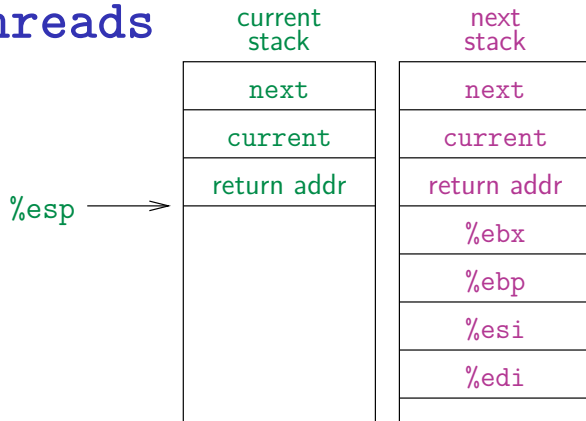 hreads
current
stack
next
current
return addr
%esp
next
stack
next
current
return addr
%ebx
%ebp
%esi
%edi